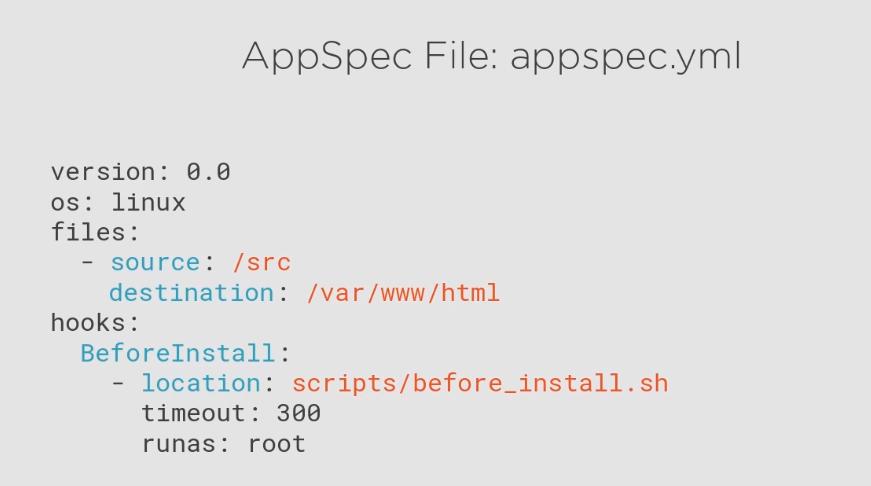 AppSpec File: appspec.yml
version: 0.0
os: linux
files:
  - source: /src
    destination: /var/www/html
hooks:
  BeforeInstall:
    - location: scripts/before_install.sh
      timeout: 300
      runas: root